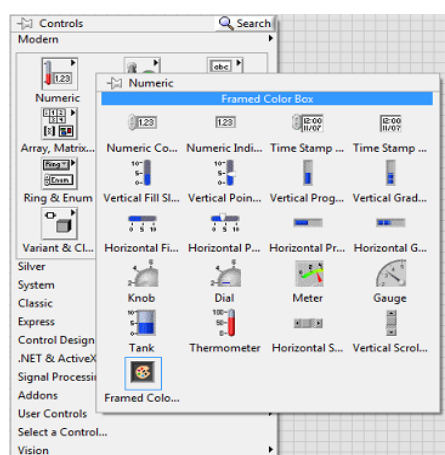 Controls Search
Modern
Numeric
Framed Color Box
Numeric
Numeric Co... Numeric Indi... Time Stamp ... Time Stamp ...
Array, Matrix...
Vertical Fill Sl... Vertical Poin... Vertical Prog... Vertical Grad...
Ring & Enum
Horizontal Fi... Horizontal P... Horizontal Pr... Horizontal G...
Variant & Cl...
Silver
System
Knob Dial Meter Gauge
Classic
Express
Control Design
Tank Thermometer Horizontal S... Vertical Scrol...
.NET & ActiveX
Signal Processi
Addons
Framed Colo...
User Controls
Select a Control...
Vision